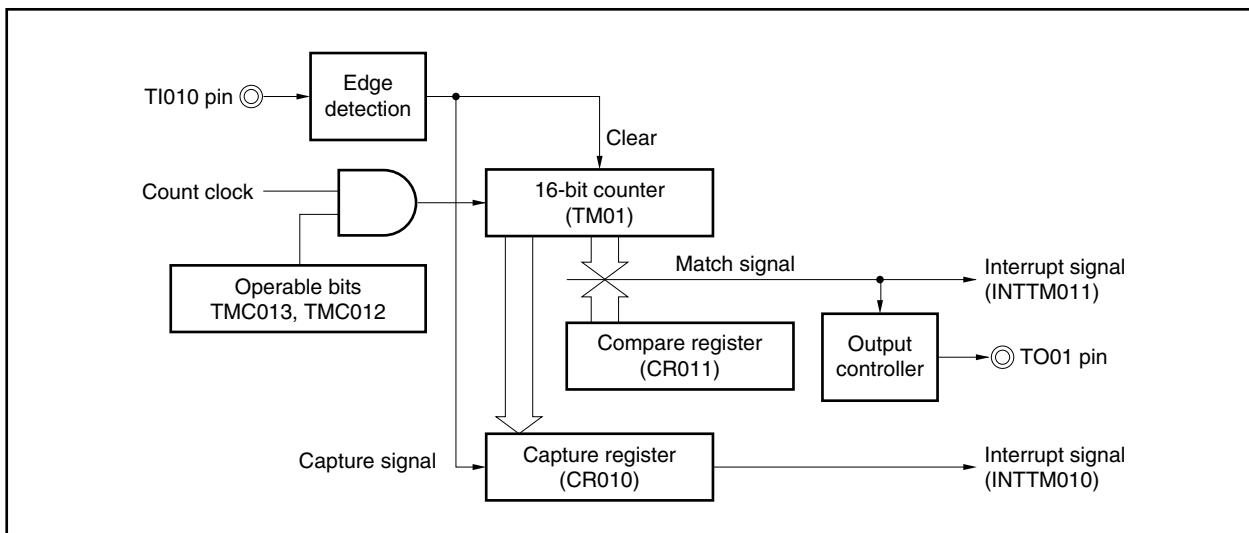 Edge
detection
TI010 pin
Clear
Count clock
16-bit counter
(TM01)
Operable bits
TMC013, TMC012
Match signal
Interrupt signal
(INTTM011)
Compare register
(CR011)
Output
controller
TO01 pin
Capture signal
Capture register
(CR010)
Interrupt signal
(INTTM010)